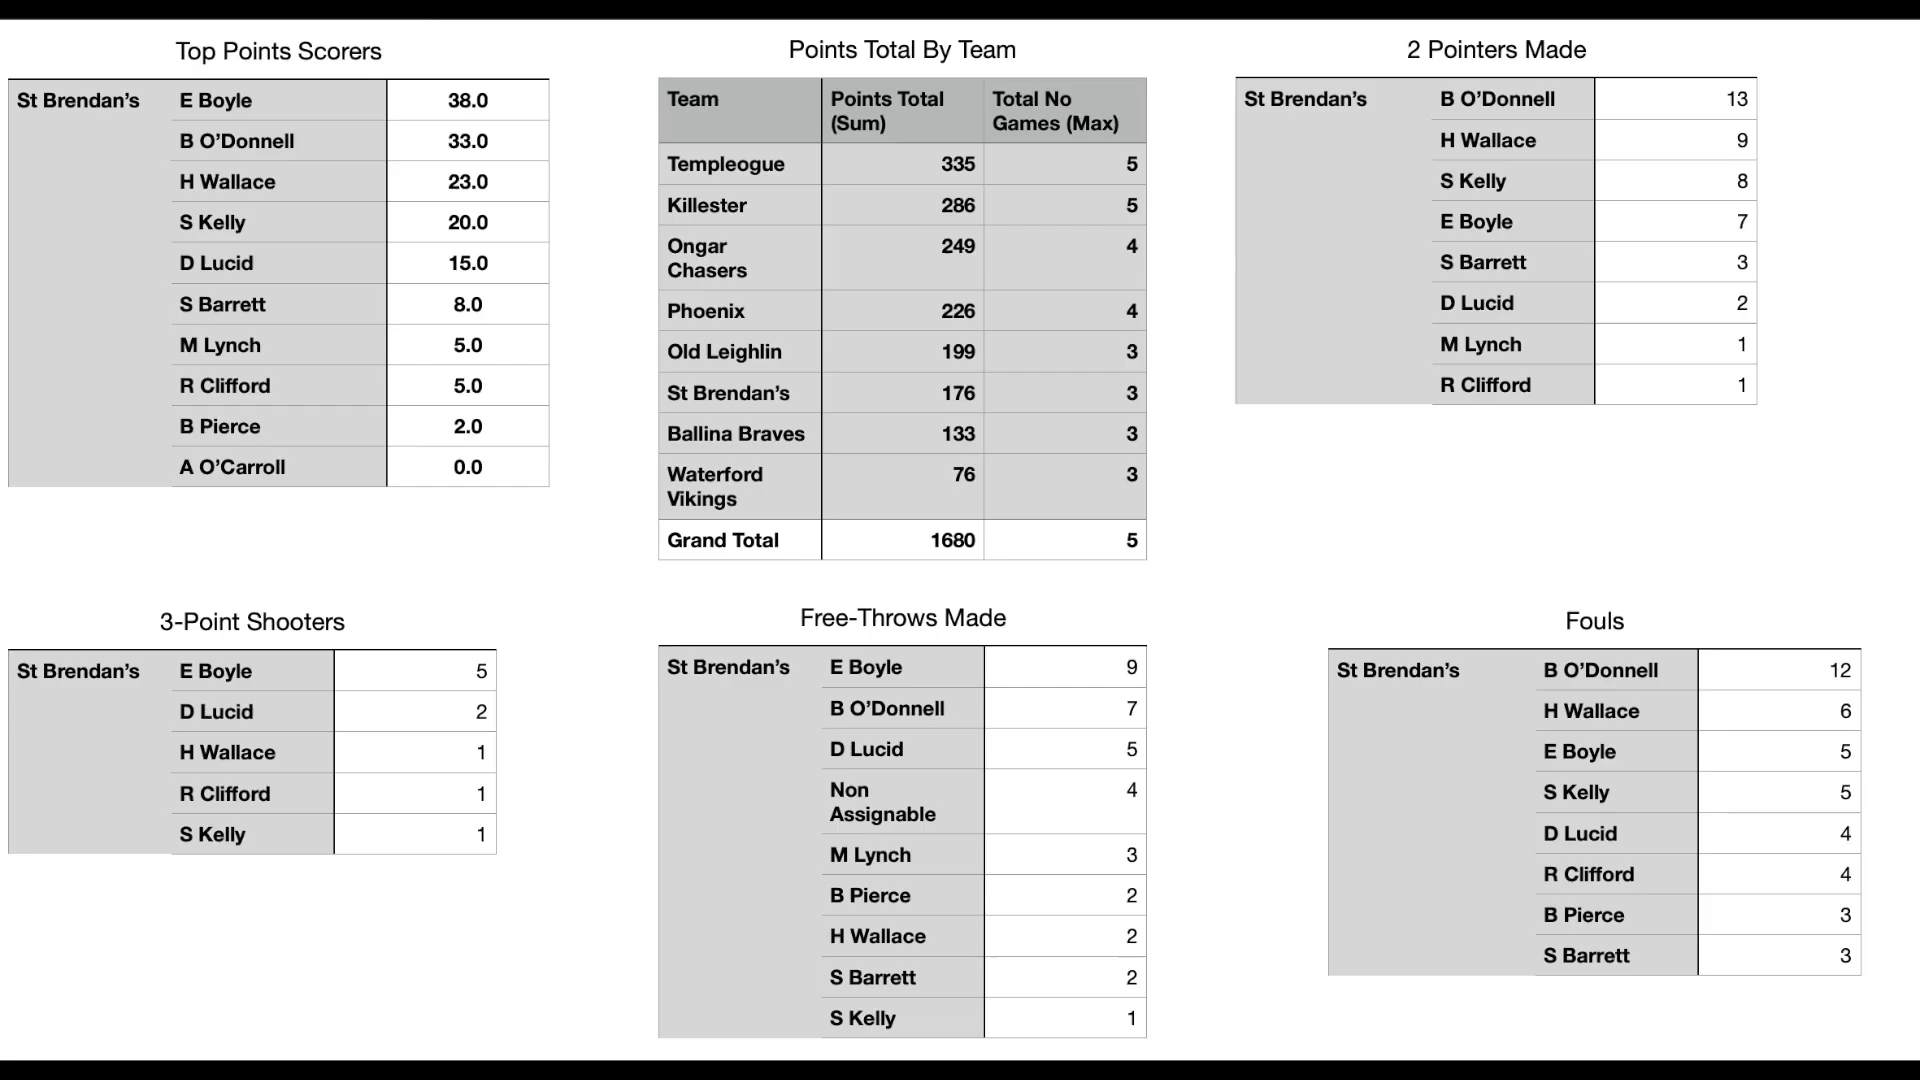 Top Points Scorers
St Brendan’s E Boyle 38.0
B O’Donnell 33.0
H Wallace 23.0
S Kelly 20.0
D Lucid 15.0
S Barrett 8.0
M Lynch 5.0
R Clifford 5.0
B Pierce 2.0
A O’Carroll 0.0
Points Total By Team
Team Points Total Total No
(Sum) Games (Max)
Templeogue 335 5
Killester 286 5
Ongar 249 4
Chasers
Phoenix 226 4
Old Leighlin 199 3
St Brendan’s 176 3
Ballina Braves 133 3
Waterford 76 3
Vikings
Grand Total 1680 5
2 Pointers Made
St Brendan’s B O’Donnell 13
H Wallace 9
S Kelly 8
E Boyle 7
S Barrett 3
D Lucid 2
M Lynch 1
R Clifford 1
3-Point Shooters
St Brendan’s E Boyle 5
D Lucid 2
H Wallace 1
R Clifford 1
S Kelly 1
Free-Throws Made
St Brendan’s E Boyle 9
B O’Donnell 7
D Lucid 5
Non 4
Assignable
M Lynch 3
B Pierce 2
H Wallace 2
S Barrett 2
S Kelly 1
Fouls
St Brendan’s B O’Donnell 12
H Wallace 6
E Boyle 5
S Kelly 5
D Lucid 4
R Clifford 4
B Pierce 3
S Barrett 3